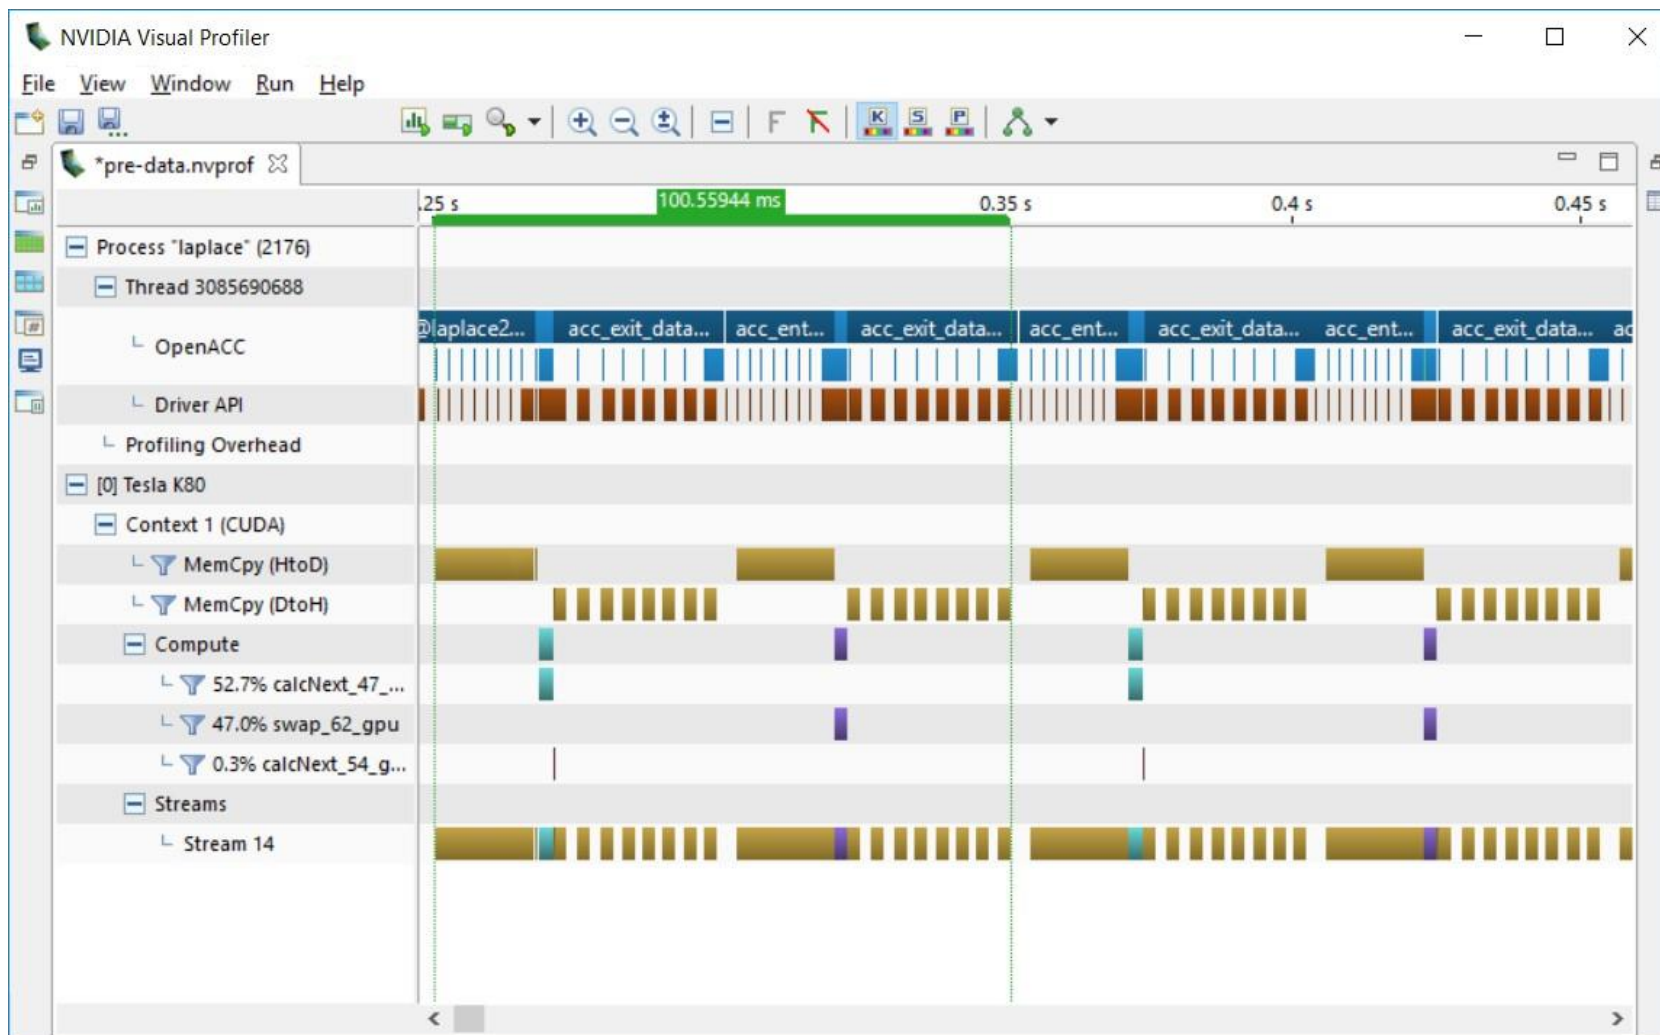 NVIDIA Visual Profiler
File View Window Run Help
F K S P
*pre-data.nvprof
.25 s 100.55944 ms 0.35 s 0.4 s 0.45 s
Process "laplace" (2176)
Thread 3085690688
OpenACC
@laplace2... acc_exit_data... acc_ent... acc_exit_data... acc_ent... acc_exit_data... acc_ent... acc_exit_data... ac
Driver API
Profiling Overhead
[0] Tesla K80
Context 1 (CUDA)
MemCpy (HtoD)
MemCpy (DtoH)
Compute
52.7% calcNext_47_...
47.0% swap_62_gpu
0.3% calcNext_54_g...
Streams
Stream 14